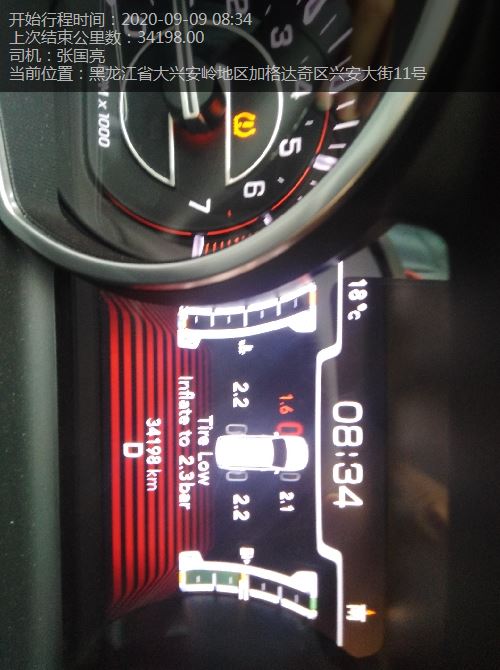 开始行程时间：2020-09-09 08:34
上次结束公里数：34198.00
司机：张国亮
当前位置：黑龙江省大兴安岭地区加格达奇区兴安大街11号
3
4
5
6
7
x 1000
18°C
08:34
1.6
2.1
2.2
2.2
Tire Low
Inflate to 2.3bar
34198 km
D